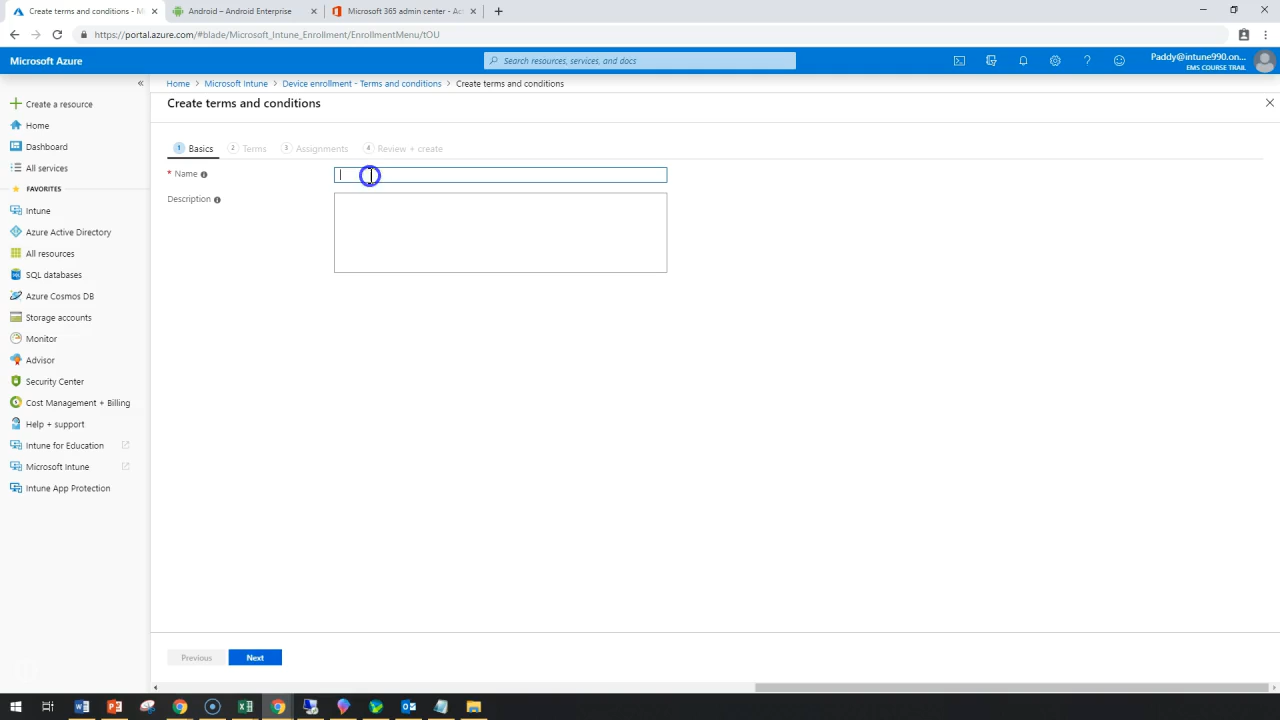 Create terms and conditions - Mi
Android – Android Enterprise
Microsoft 365 admin center - Ac
https://portal.azure.com/#blade/Microsoft_Intune_Enrollment/EnrollmentMenu/tOU
Microsoft Azure
Search resources, services, and docs
Paddy@intune990.on...
EMS COURSE TRAIL
Home > Microsoft Intune > Device enrollment - Terms and conditions > Create terms and conditions
Create terms and conditions
1 Basics
2 Terms
3 Assignments
4 Review + create
* Name
Description
Create a resource
Home
Dashboard
All services
FAVORITES
Intune
Azure Active Directory
All resources
SQL databases
Azure Cosmos DB
Storage accounts
Monitor
Advisor
Security Center
Cost Management + Billing
Help + support
Intune for Education
Microsoft Intune
Intune App Protection
Previous
Next